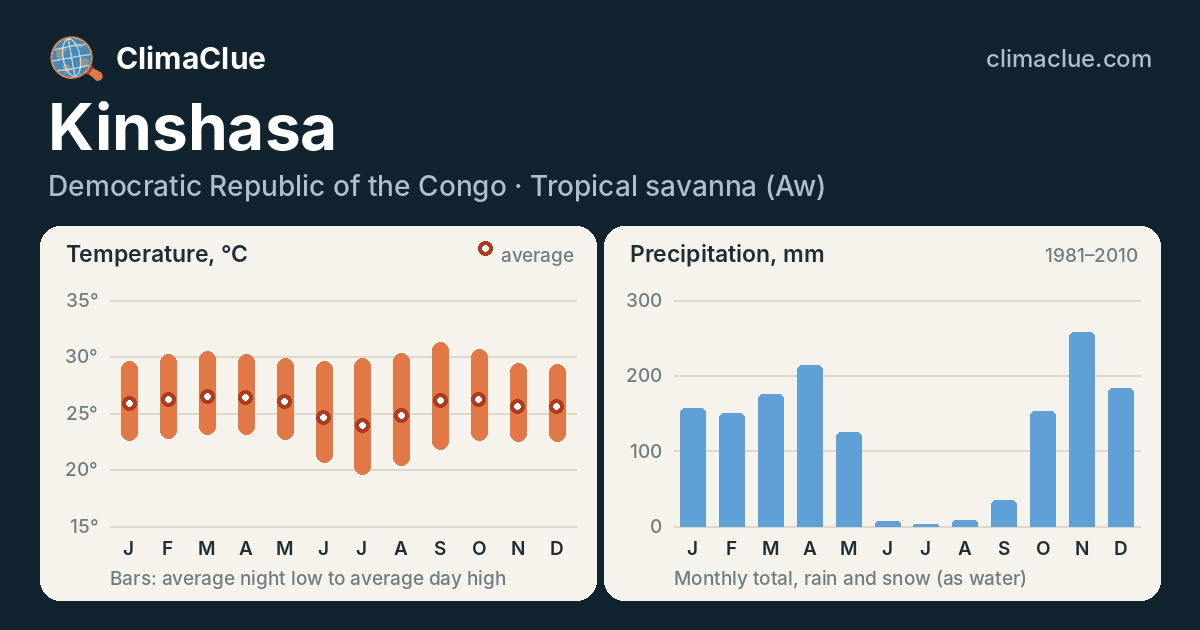 ClimaClue
climaclue.com
Kinshasa
Democratic Republic of the Congo · Tropical savanna (Aw)
Temperature, °C
average
35°
30°
25°
20°
15°
J F M A M J J A S O N D
Bars: average night low to average day high
Precipitation, mm
1981–2010
300
200
100
0
J F M A M J J A S O N D
Monthly total, rain and snow (as water)